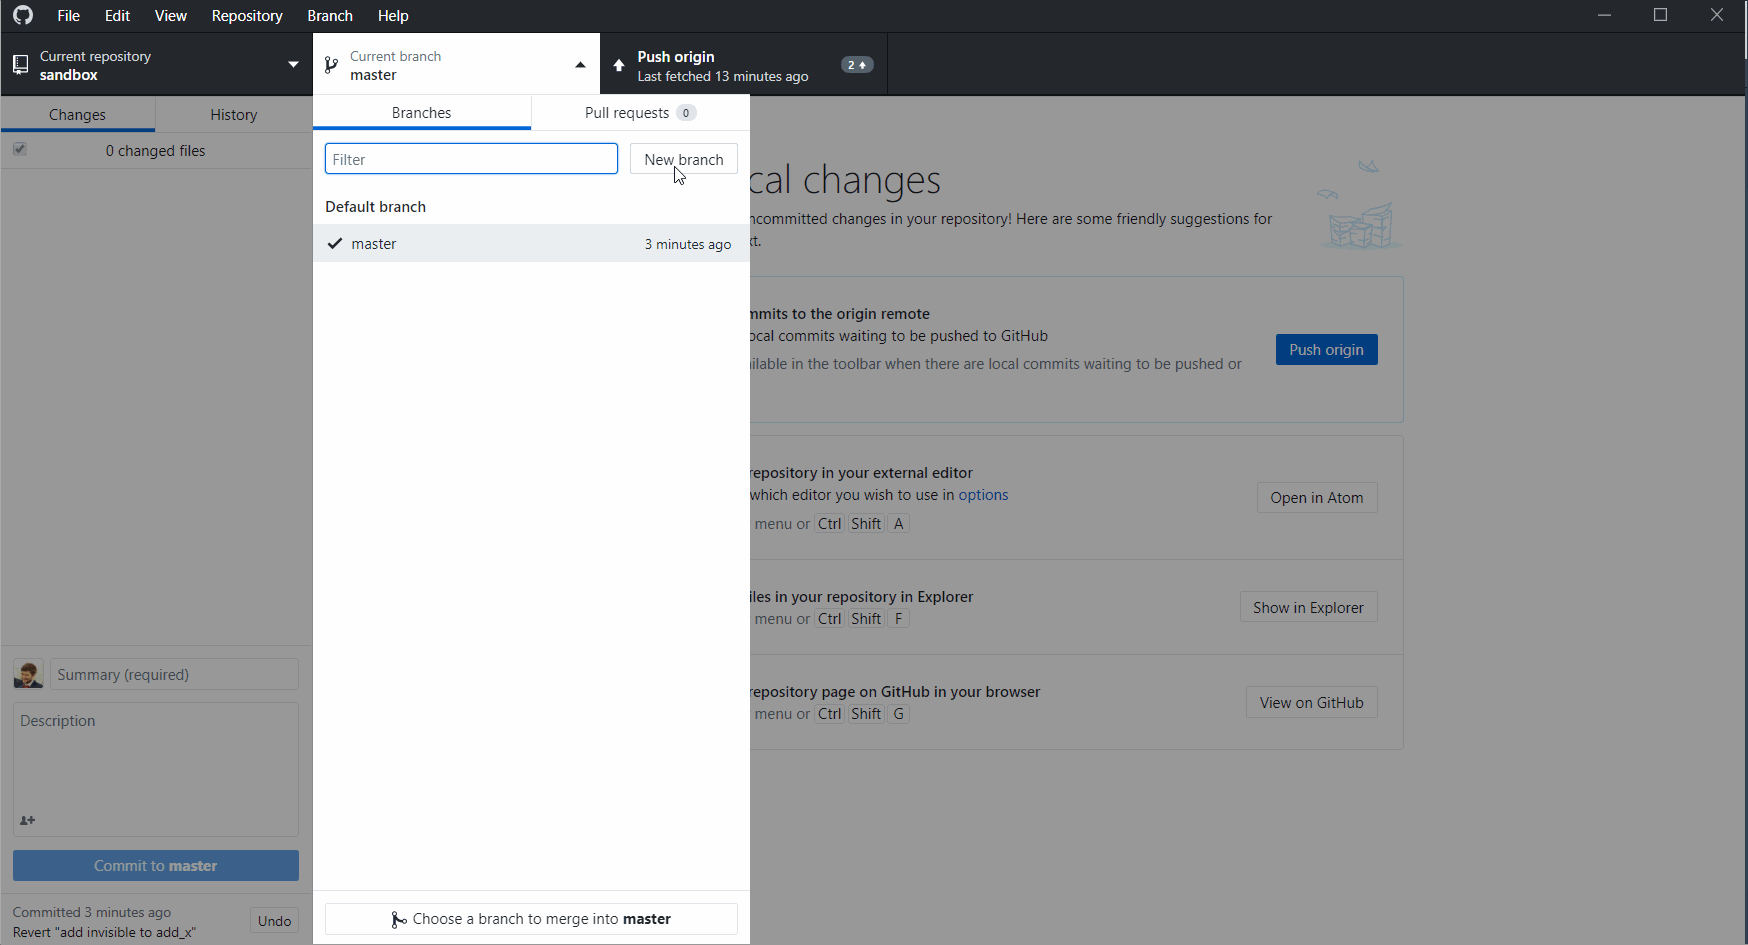 File Edit View Repository Branch Help
Current repository
sandbox
Current branch
master
Push origin
Last fetched 13 minutes ago
2
Changes History
0 changed files
Branches Pull requests 0
Filter
New branch
Default branch
master 3 minutes ago
cal changes
ncommitted changes in your repository! Here are some friendly suggestions for
xt.
mmits to the origin remote
ocal commits waiting to be pushed to GitHub
ilable in the toolbar when there are local commits waiting to be pushed or
Push origin
repository in your external editor
which editor you wish to use in options
menu or Ctrl Shift A
Open in Atom
iles in your repository in Explorer
menu or Ctrl Shift F
Show in Explorer
repository page on GitHub in your browser
menu or Ctrl Shift G
View on GitHub
Summary (required)
Description
Commit to master
Committed 3 minutes ago
Revert "add invisible to add_x"
Undo
Choose a branch to merge into master